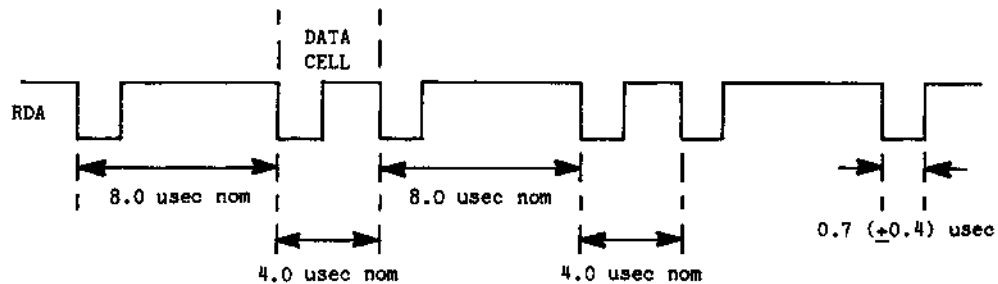 DATA
CELL
RDA
8.0 usec nom
8.0 usec nom
0.7 (±0.4) usec
4.0 usec nom
4.0 usec nom